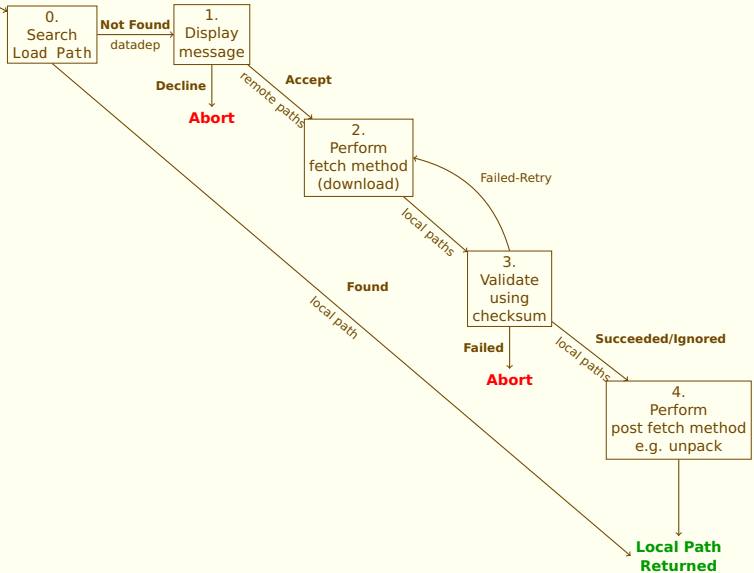 0.
Search
Load Path
Not Found
datadep
1.
Display
message
Decline
Abort
Accept
remote paths
2.
Perform
fetch method
(download)
Failed-Retry
local paths
3.
Validate
using
checksum
Found
local path
Failed
Abort
Succeeded/Ignored
local paths
4.
Perform
post fetch method
e.g. unpack
Local Path
Returned